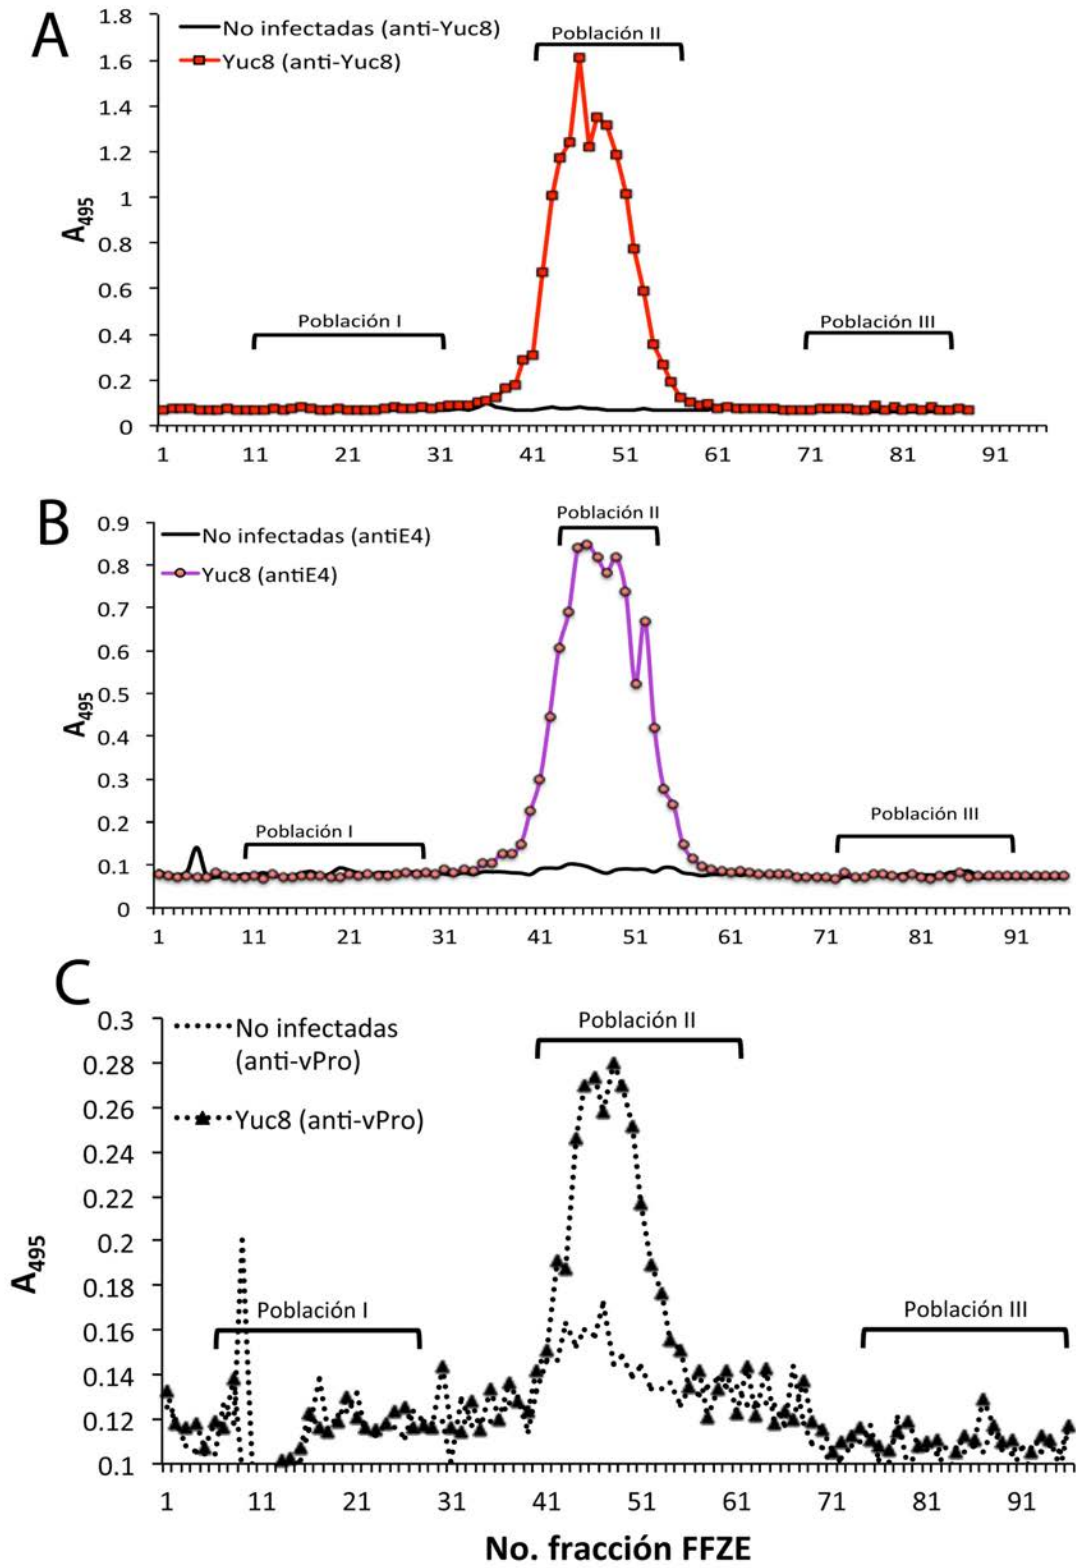 A
1.8
1.6
1.4
1.2
1
0.8
0.6
0.4
0.2
0
A495
No infectadas (anti-Yuc8)
Yuc8 (anti-Yuc8)
Población II
Población I
Población III
1 11 21 31 41 51 61 71 81 91
B
0.9
0.8
0.7
0.6
0.5
0.4
0.3
0.2
0.1
0
A495
No infectadas (antiE4)
Yuc8 (antiE4)
Población II
Población I
Población III
1 11 21 31 41 51 61 71 81 91
C
0.3
0.28
0.26
0.24
0.22
0.2
0.18
0.16
0.14
0.12
0.1
A495
No infectadas
(anti-vPro)
Yuc8 (anti-vPro)
Población II
Población I
Población III
1 11 21 31 41 51 61 71 81 91
No. fracción FFZE